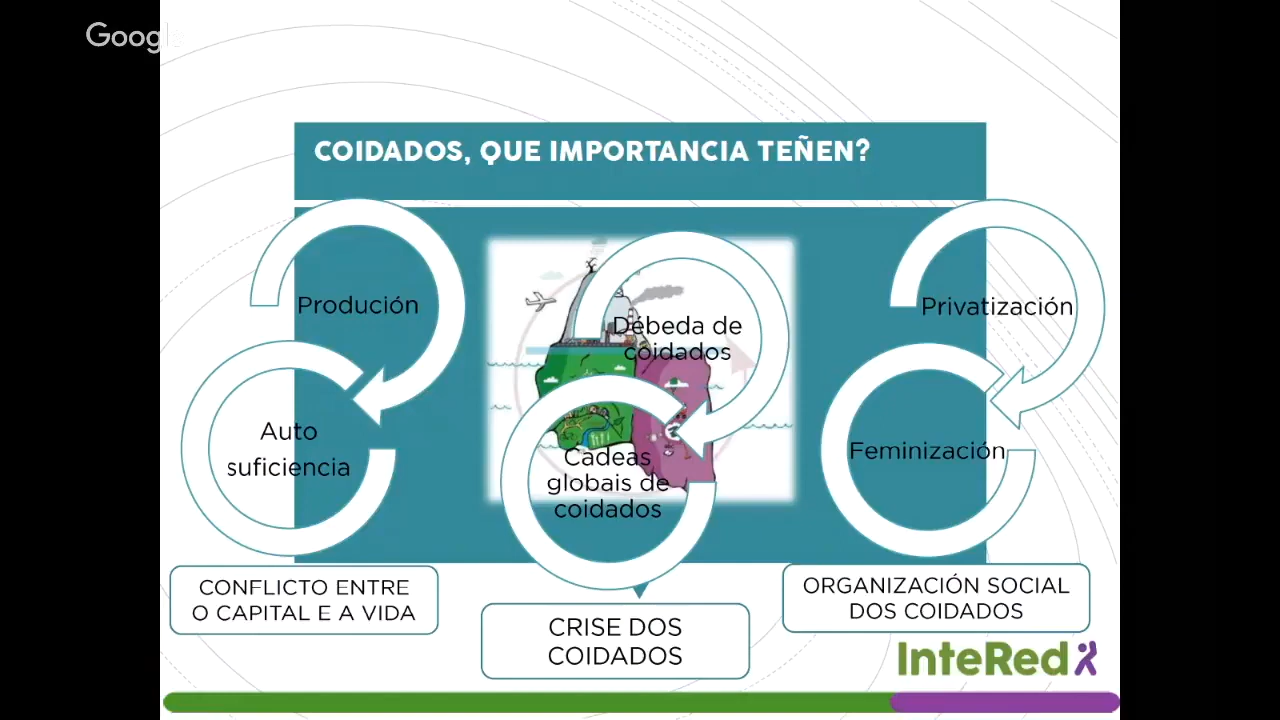 Google
COIDADOS, QUE IMPORTANCIA TEÑEN?
Produción
Auto
suficiencia
CONFLICTO ENTRE
O CAPITAL E A VIDA
Débeda de
coidados
Cadeas
globais de
coidados
CRISE DOS
COIDADOS
Privatización
Feminización
ORGANIZACIÓN SOCIAL
DOS COIDADOS
InteRed